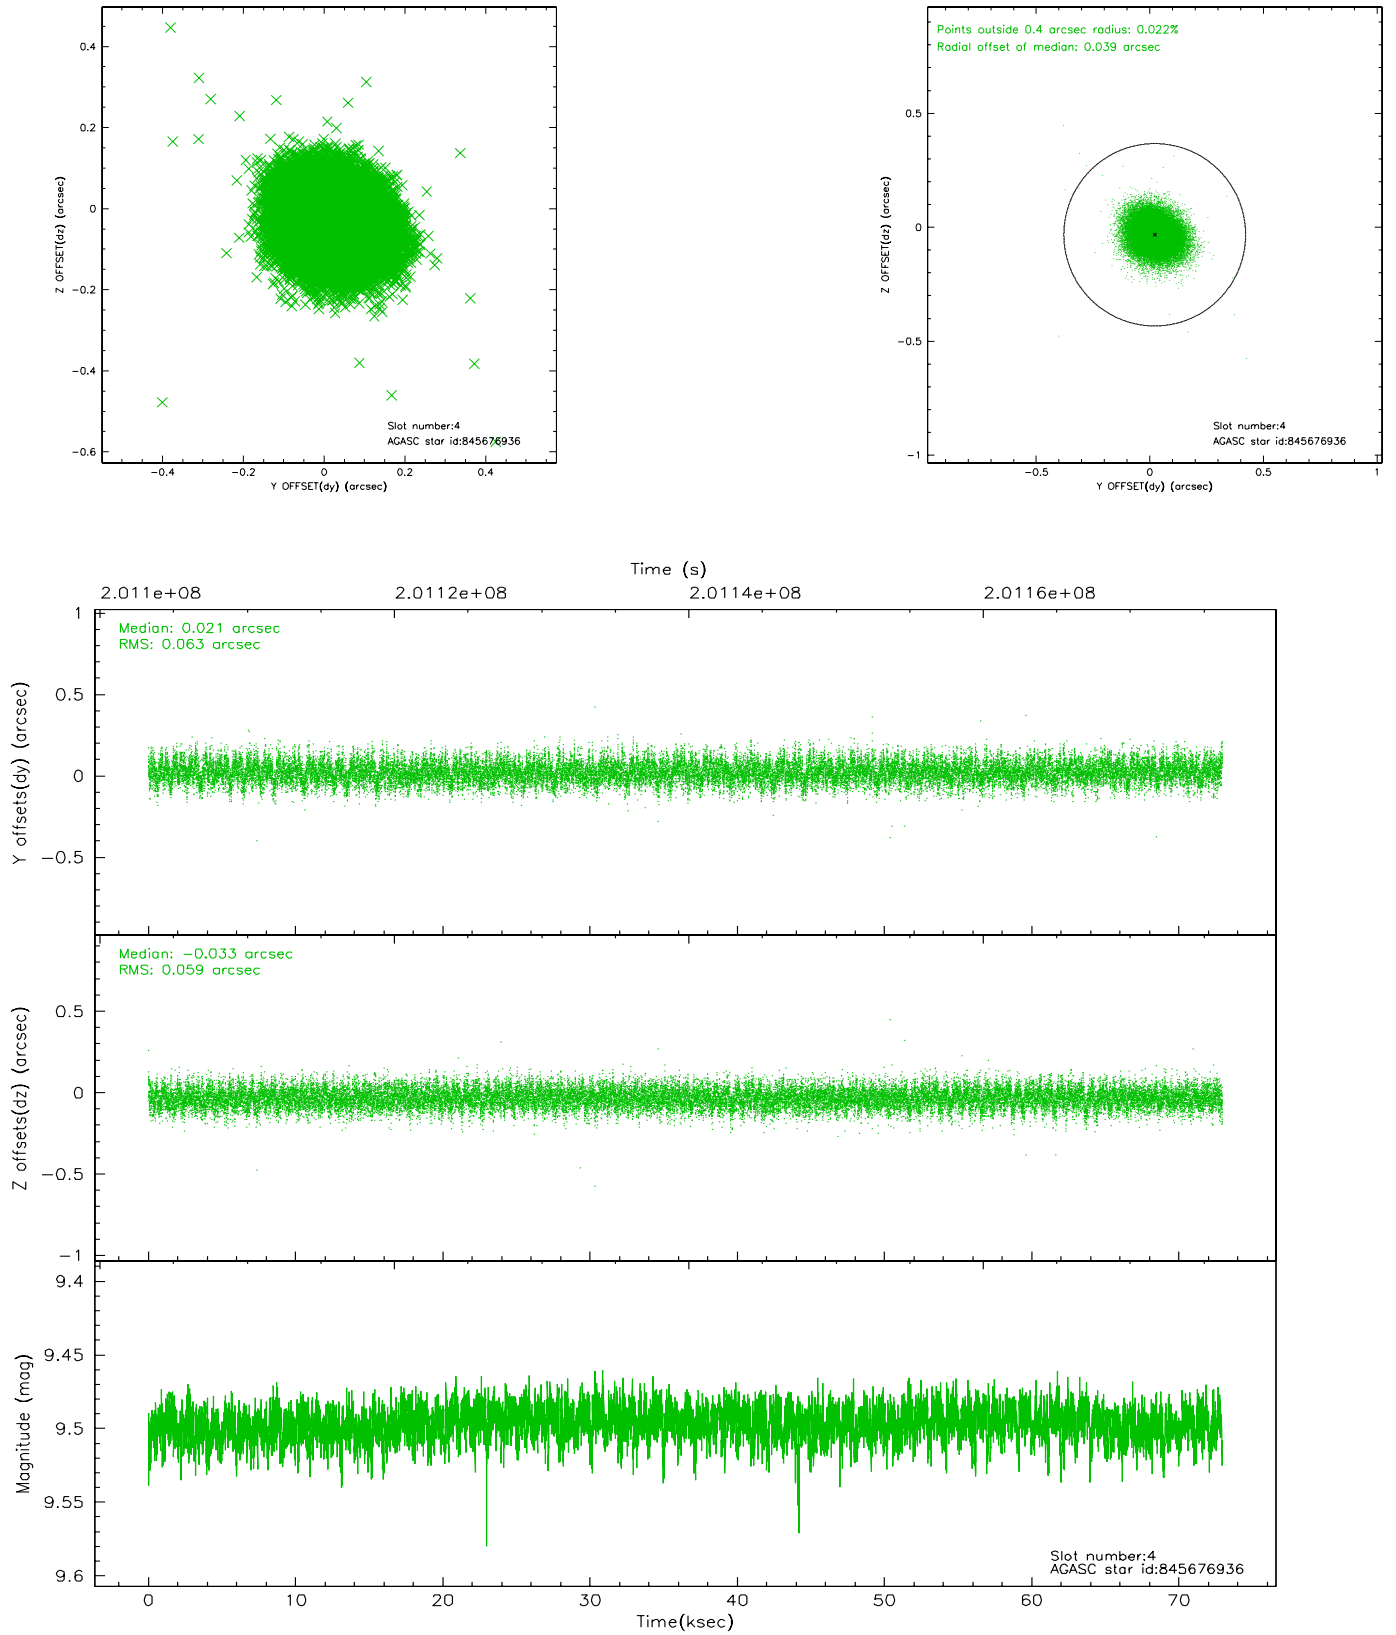 0.4
0.2
0
−0.2
−0.4
−0.6
Z OFFSET(dz) (arcsec)
Slot number:4
AGASC star id:845676936
−0.4 −0.2 0 0.2 0.4
Y OFFSET(dy) (arcsec)
Points outside 0.4 arcsec radius: 0.022%
Radial offset of median: 0.039 arcsec
0.5
0
−0.5
−1
Z OFFSET(dz) (arcsec)
Slot number:4
AGASC star id:845676936
−0.5 0 0.5 1
Y OFFSET(dy) (arcsec)
Time (s)
2.011e+08 2.0112e+08 2.0114e+08 2.0116e+08
Median: 0.021 arcsec
RMS: 0.063 arcsec
1
0.5
0
−0.5
Y offsets(dy) (arcsec)
Median: −0.033 arcsec
RMS: 0.059 arcsec
0.5
0
−0.5
−1
Z offsets(dz) (arcsec)
9.4
9.45
9.5
9.55
9.6
Magnitude (mag)
Slot number:4
AGASC star id:845676936
0 10 20 30 40 50 60 70
Time(ksec)